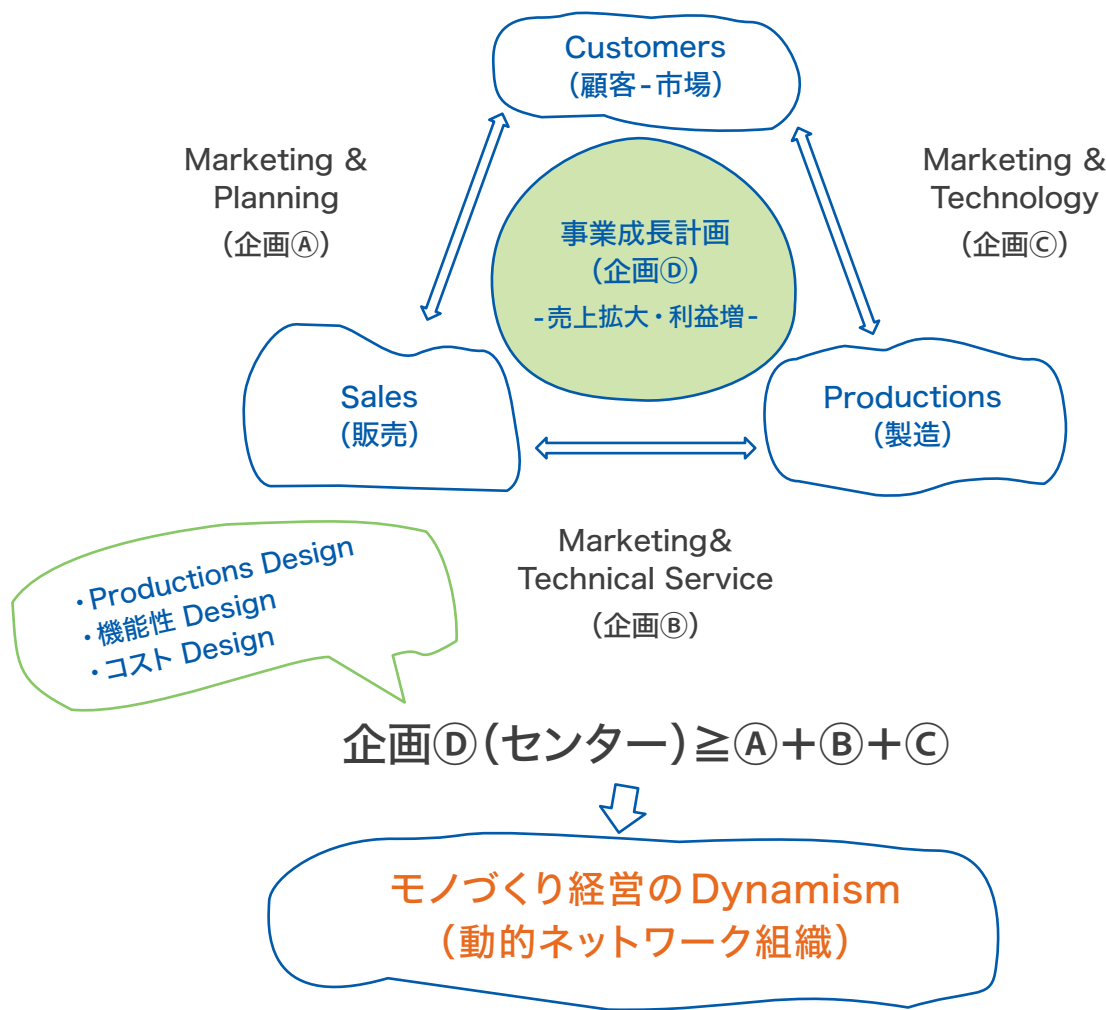 Customers
(顧客-市場)
Marketing &
Planning
(企画Ⓐ)
Marketing &
Technology
(企画Ⓒ)
事業成長計画
(企画Ⓓ)
-売上拡大・利益増-
Sales
(販売)
Productions
(製造)
Marketing&
Technical Service
(企画Ⓑ)
・Productions Design
・機能性 Design
・コスト Design
企画Ⓓ(センター)≧Ⓐ+Ⓑ+Ⓒ
モノづくり経営のDynamism
(動的ネットワーク組織)